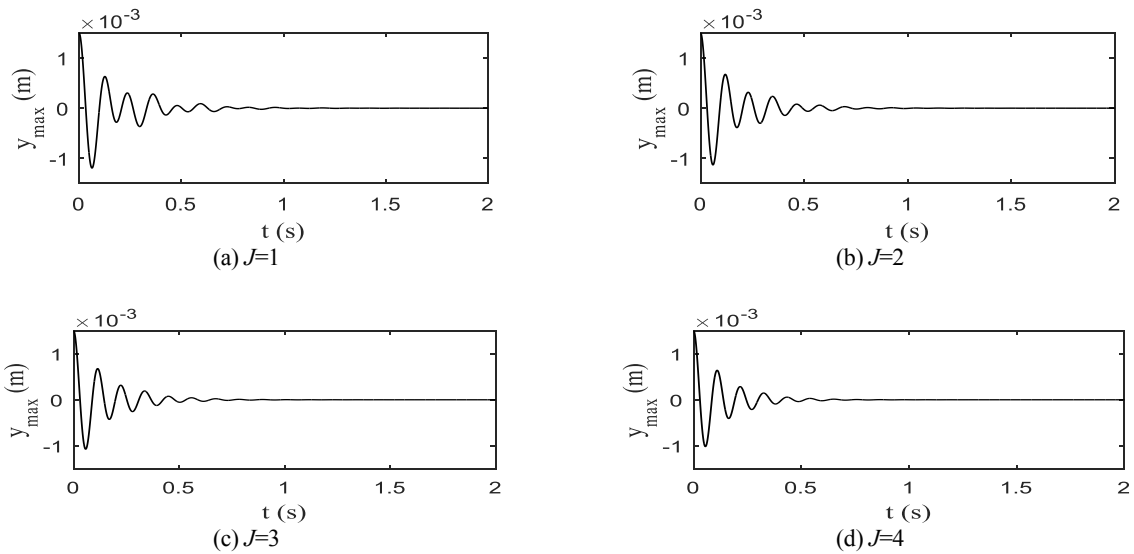 × 10⁻³
1
0
-1
y_max (m)
0 0.5 1 1.5 2
t (s)
(a) J=1
× 10⁻³
1
0
-1
y_max (m)
0 0.5 1 1.5 2
t (s)
(b) J=2
× 10⁻³
1
0
-1
y_max (m)
0 0.5 1 1.5 2
t (s)
(c) J=3
× 10⁻³
1
0
-1
y_max (m)
0 0.5 1 1.5 2
t (s)
(d) J=4